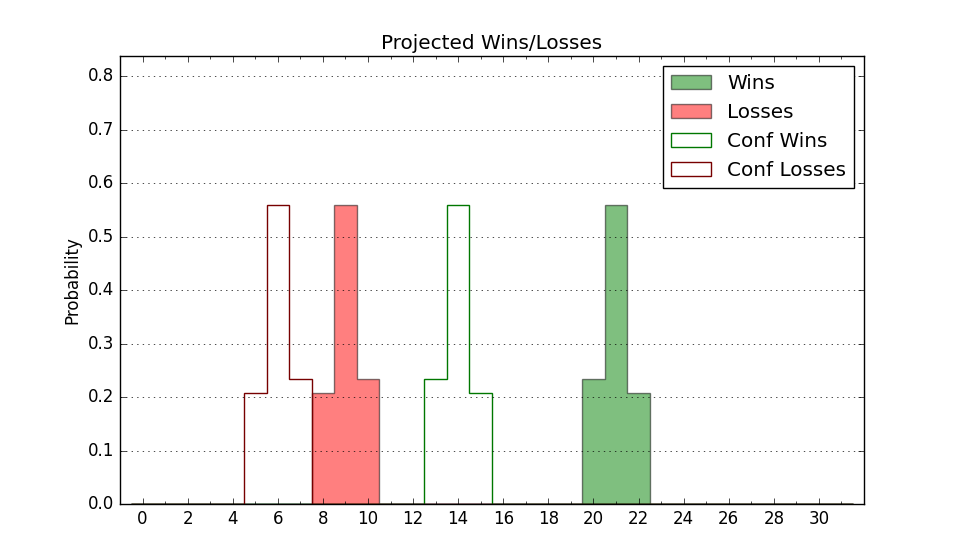 Projected Wins/Losses
Wins
Losses
Conf Wins
Conf Losses
Probability
0.8
0.7
0.6
0.5
0.4
0.3
0.2
0.1
0.0
0 2 4 6 8 10 12 14 16 18 20 22 24 26 28 30